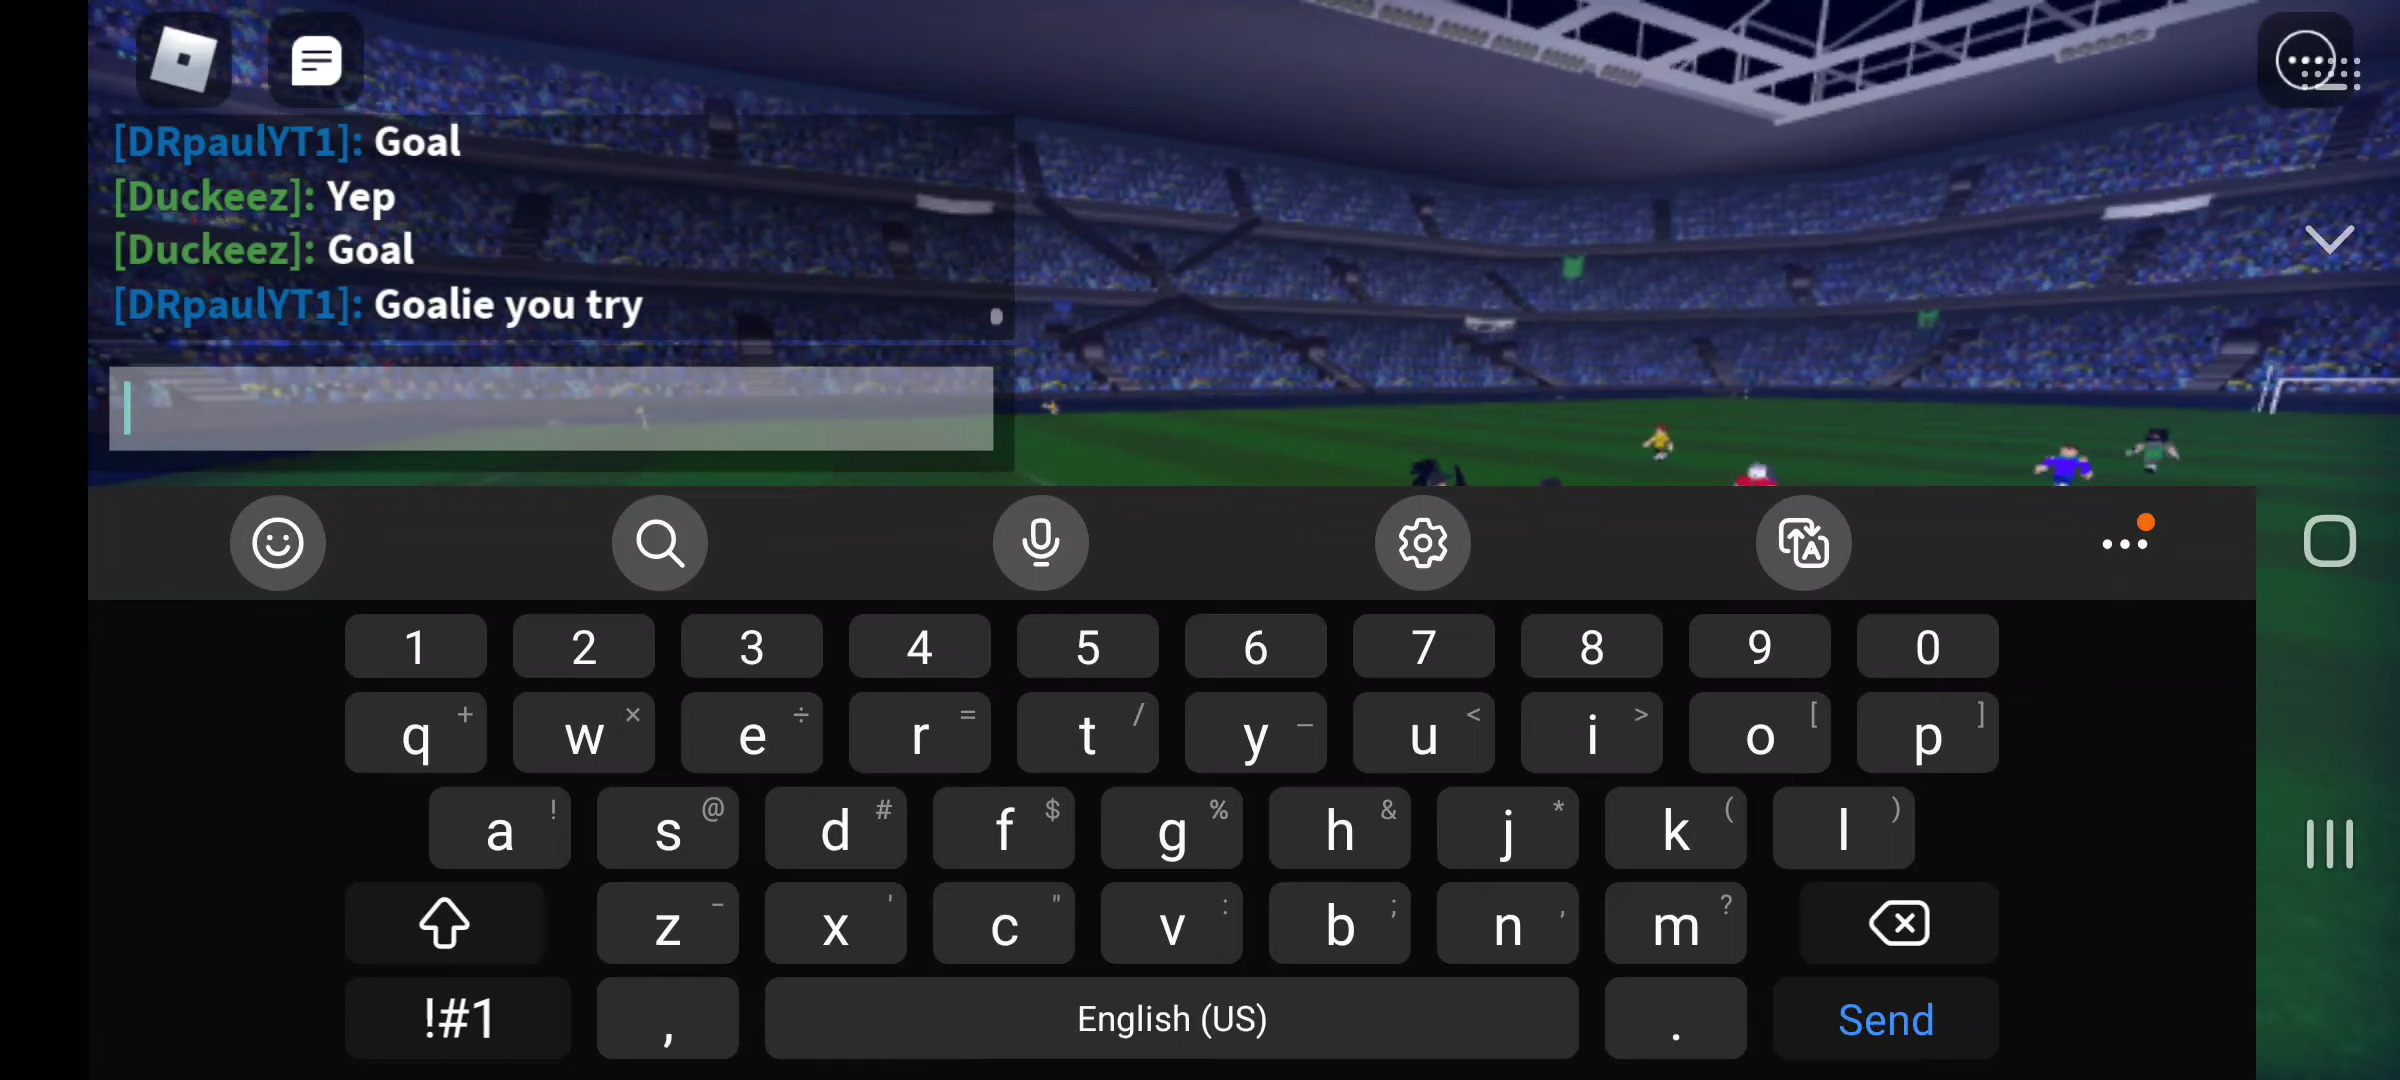 [DRpaulYT1]: Goal
[Duckeez]: Yep
[Duckeez]: Goal
[DRpaulYT1]: Goalie you try
1 2 3 4 5 6 7 8 9 0
q + w × e ÷ r = t / y _ u < i > o [ p ]
a ! s @ d # f $ g % h & j * k ( l )
z - x ' c " v : b ; n , m ?
!#1 , English (US) . Send